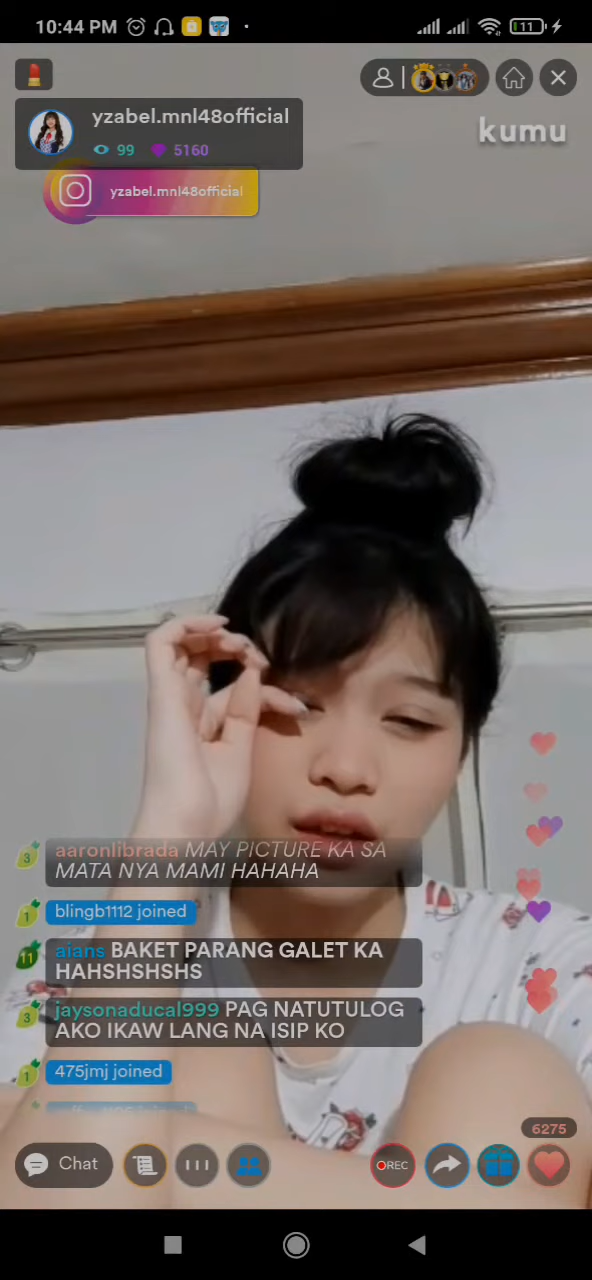 10:44 PM
11
yzabel.mnl48official
99 5160
kumu
yzabel.mnl48official
3 aaronlibrada MAY PICTURE KA SA
MATA NYA MAMI HAHAHA
1 blingb1112 joined
11 aians BAKET PARANG GALET KA
HAHSHSHSHS
3 jaysonaducal999 PAG NATUTULOG
AKO IKAW LANG NA ISIP KO
1 475jmj joined
6275
Chat
REC